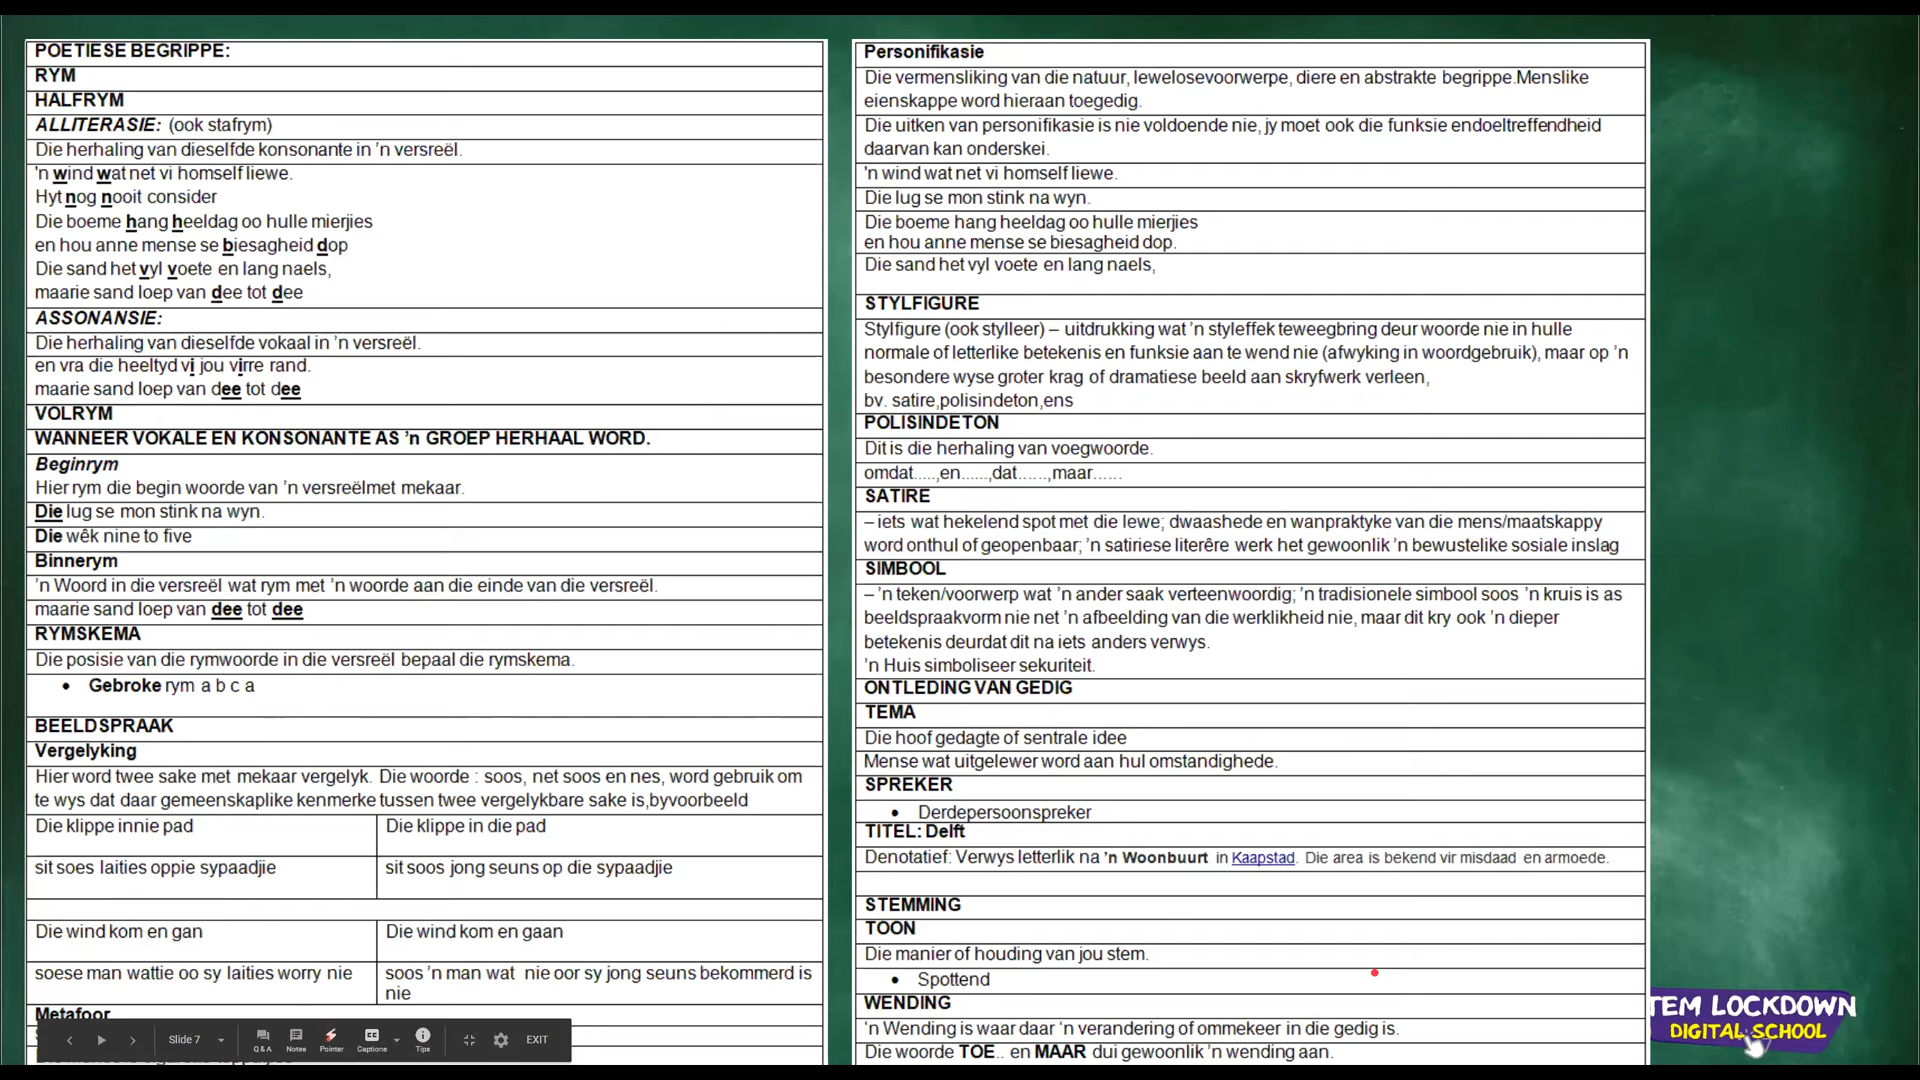 POETIESE BEGRIPPE:
RYM
HALFRYM
ALLITERASIE: (ook stafrym)
Die herhaling van dieselfde konsonante in ’n versreël.
'n wind wat net vi homself liewe.
Hyt nog nooit consider
Die boeme hang heeldag oo hulle mierjies
en hou anne mense se biesagheid dop
Die sand het vyl voete en lang naels,
maarie sand loep van dee tot dee
ASSONANSIE:
Die herhaling van dieselfde vokaal in ’n versreël.
en vra die heeltyd vi jou virre rand.
maarie sand loep van dee tot dee
VOLRYM
WANNEER VOKALE EN KONSONANTE AS ’n GROEP HERHAAL WORD.
Beginrym
Hier rym die begin woorde van ’n versreëlmet mekaar.
Die lug se mon stink na wyn.
Die wêk nine to five
Binnerym
’n Woord in die versreël wat rym met ’n woorde aan die einde van die versreël.
maarie sand loep van dee tot dee
RYMSKEMA
Die posisie van die rymwoorde in die versreël bepaal die rymskema.
• Gebroke rym a b c a
BEELDSPRAAK
Vergelyking
Hier word twee sake met mekaar vergelyk. Die woorde : soos, net soos en nes, word gebruik om
te wys dat daar gemeenskaplike kenmerke tussen twee vergelykbare sake is,byvoorbeeld
Die klippe innie pad Die klippe in die pad
sit soes laities oppie sypaadjie sit soos jong seuns op die sypaadjie
Die wind kom en gan Die wind kom en gaan
soese man wattie oo sy laities worry nie soos ’n man wat nie oor sy jong seuns bekommerd is
nie
Metafoor
Slide 7
Q & A Notes Pointer Captions Tips EXIT
Personifikasie
Die vermensliking van die natuur, lewelosevoorwerpe, diere en abstrakte begrippe.Menslike
eienskappe word hieraan toegedig.
Die uitken van personifikasie is nie voldoende nie, jy moet ook die funksie endoeltreffendheid
daarvan kan onderskei.
'n wind wat net vi homself liewe.
Die lug se mon stink na wyn.
Die boeme hang heeldag oo hulle mierjies
en hou anne mense se biesagheid dop.
Die sand het vyl voete en lang naels,
STYLFIGURE
Stylfigure (ook stylleer) – uitdrukking wat ’n styleffek teweegbring deur woorde nie in hulle
normale of letterlike betekenis en funksie aan te wend nie (afwyking in woordgebruik), maar op ’n
besondere wyse groter krag of dramatiese beeld aan skryfwerk verleen,
bv. satire,polisindeton,ens
POLISINDETON
Dit is die herhaling van voegwoorde.
omdat.....,en......,dat......,maar......
SATIRE
– iets wat hekelend spot met die lewe; dwaashede en wanpraktyke van die mens/maatskappy
word onthul of geopenbaar; ’n satiriese literêre werk het gewoonlik ’n bewustelike sosiale inslag
SIMBOOL
– ’n teken/voorwerp wat ’n ander saak verteenwoordig; ’n tradisionele simbool soos ’n kruis is as
beeldspraakvorm nie net ’n afbeelding van die werklikheid nie, maar dit kry ook ’n dieper
betekenis deurdat dit na iets anders verwys.
’n Huis simboliseer sekuriteit.
ONTLEDING VAN GEDIG
TEMA
Die hoof gedagte of sentrale idee
Mense wat uitgelewer word aan hul omstandighede.
SPREKER
• Derdepersoonspreker
TITEL: Delft
Denotatief: Verwys letterlik na ’n Woonbuurt in Kaapstad. Die area is bekend vir misdaad en armoede.
STEMMING
TOON
Die manier of houding van jou stem.
• Spottend
WENDING
‘n Wending is waar daar ‘n verandering of ommekeer in die gedig is.
Die woorde TOE.. en MAAR dui gewoonlik ’n wending aan.
TEM LOCKDOWN
DIGITAL SCHOOL